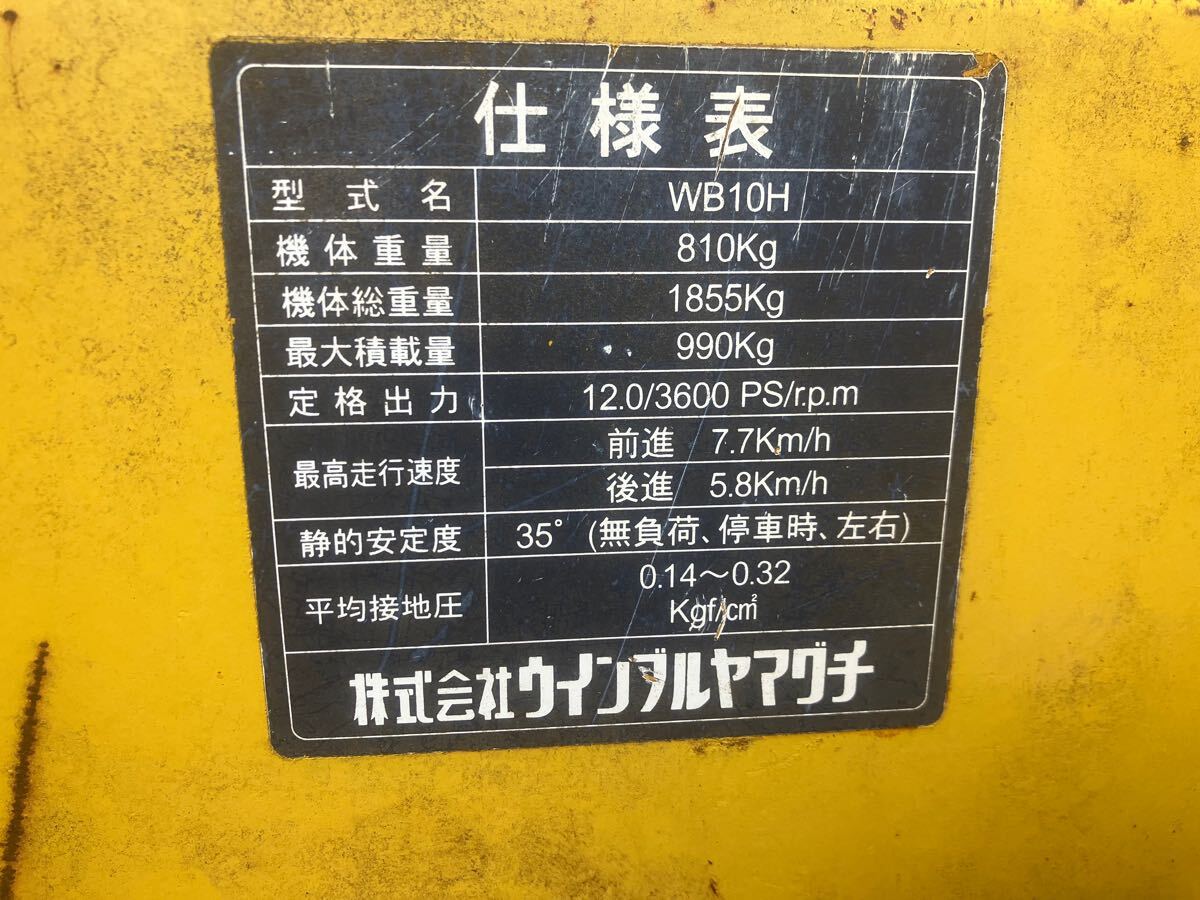 仕様表
型式名 WB10H
機体重量 810Kg
機体総重量 1855Kg
最大積載量 990Kg
定格出力 12.0/3600 PS/r.p.m
最高走行速度 前進 7.7Km/h
後進 5.8Km/h
静的安定度 35° (無負荷、停車時、左右)
平均接地圧 0.14～0.32
Kgf/c㎡
株式会社ウインブルヤマグチ